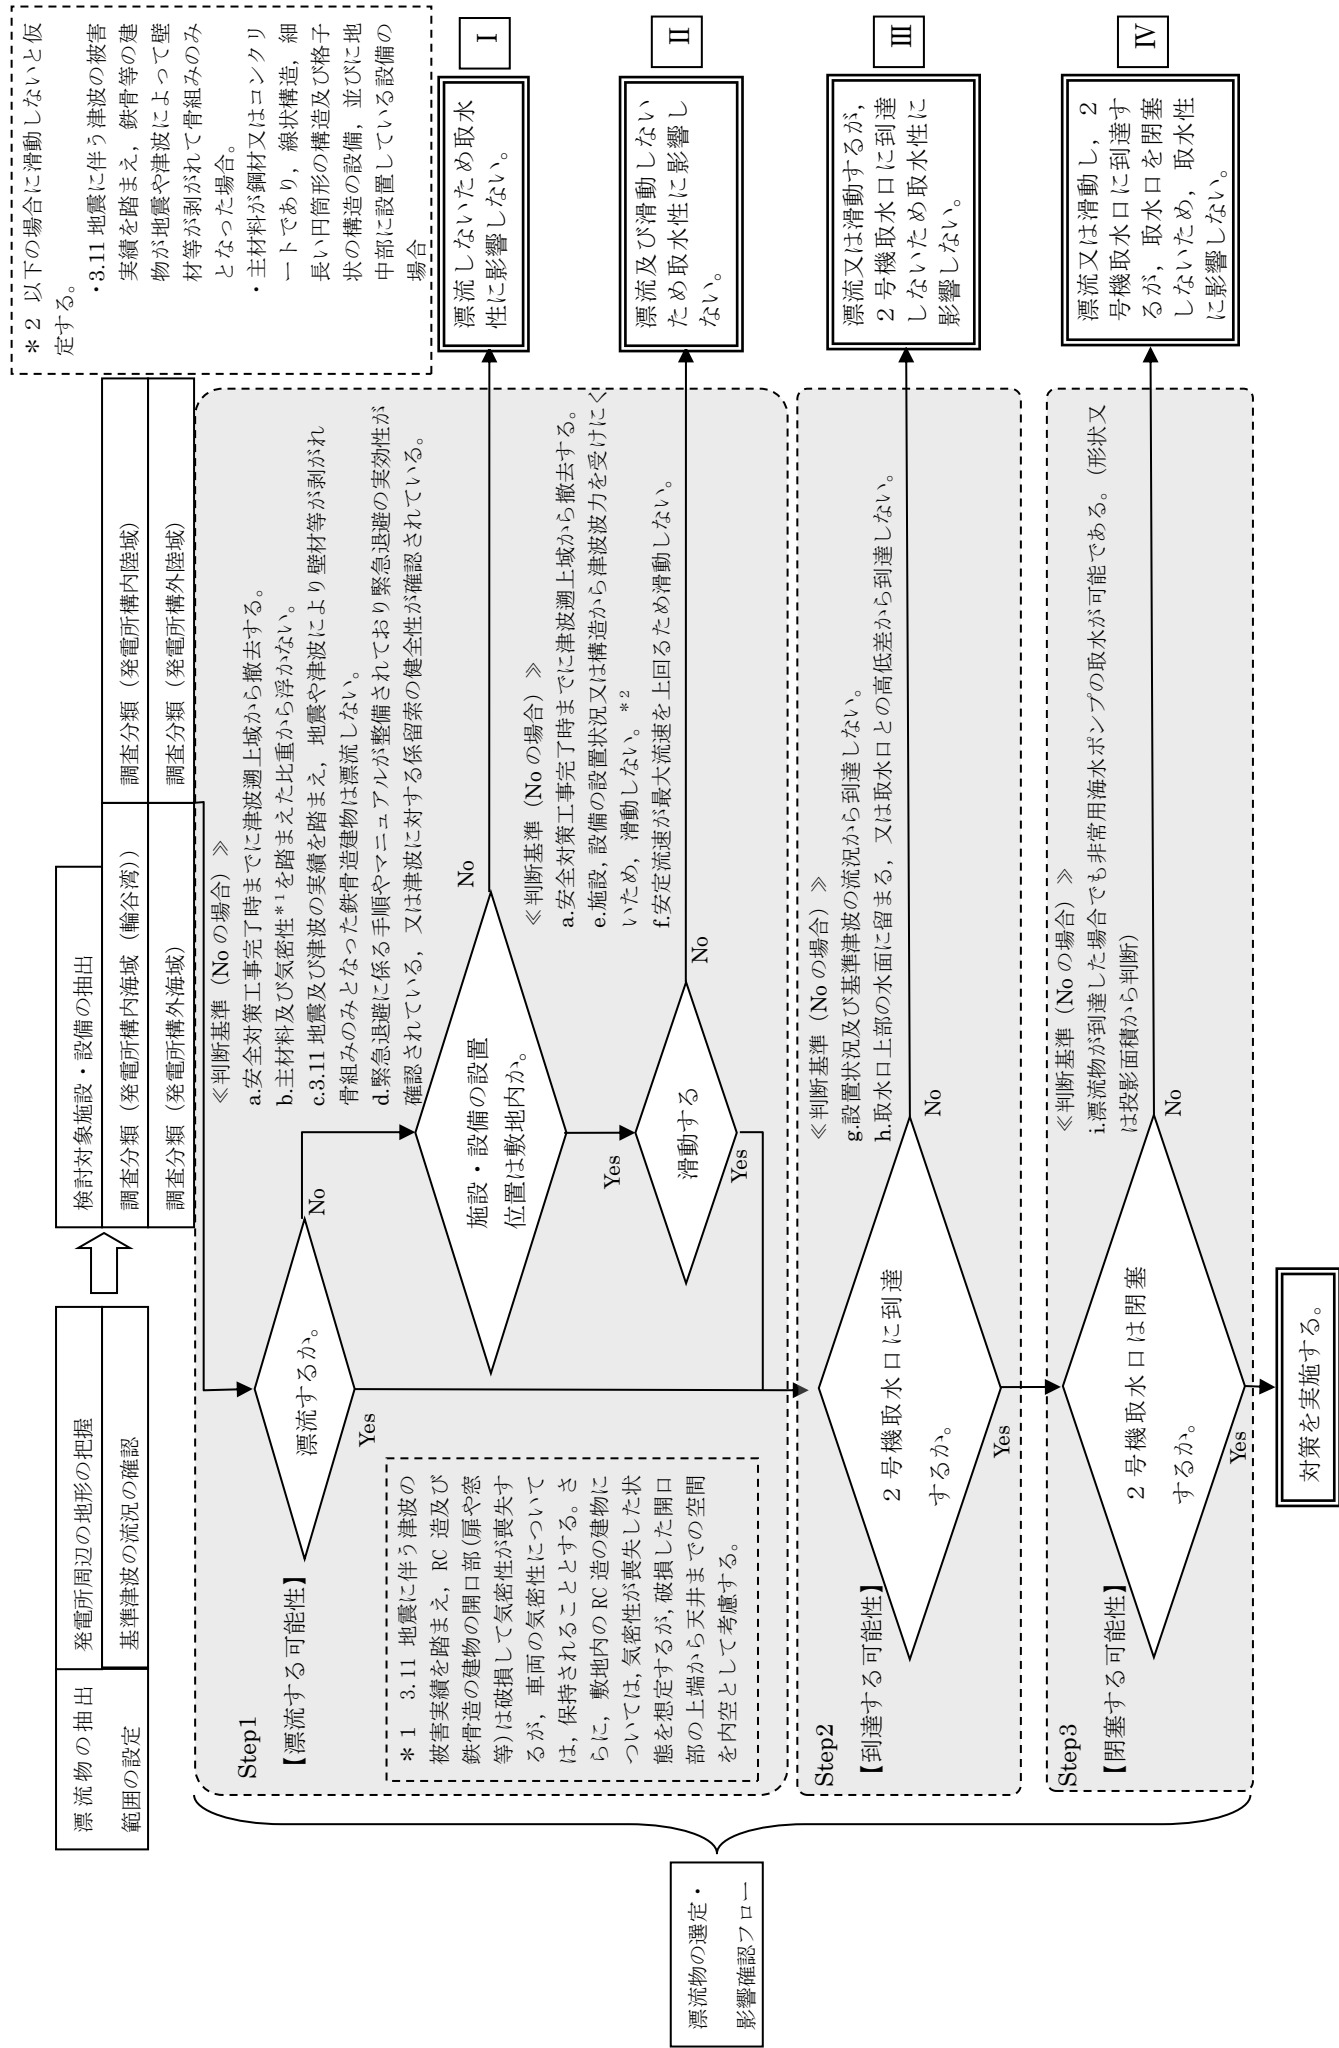 漂流物の抽出
範囲の設定
発電所周辺の地形の把握
基準津波の流況の確認
検討対象施設・設備の抽出
調査分類（発電所構内海域（輪谷湾））
調査分類（発電所構内陸域）
調査分類（発電所構外海域）
調査分類（発電所構外陸域）
＊２ 以下の場合に滑動しないと仮
定する。
・3.11 地震に伴う津波の被害
実績を踏まえ，鉄骨等の建
物が地震や津波によって壁
材等が剥がれて骨組みのみ
となった場合。
・主材料が鋼材又はコンクリ
ートであり，線状構造，細
長い円筒形の構造及び格子
状の構造の設備，並びに地
中部に設置している設備の
場合
漂流物の選定・
影響確認フロー
Step1
【漂流する可能性】
漂流するか。
No
Yes
≪判断基準（No の場合）≫
a.安全対策工事完了時までに津波遡上域から撤去する。
b.主材料及び気密性*1を踏まえた比重から浮かない。
c.3.11 地震及び津波の実績を踏まえ，地震や津波により壁材等が剥がれ
骨組みのみとなった鉄骨造建物は漂流しない。
d.緊急退避に係る手順やマニュアルが整備されており緊急退避の実効性が
確認されている，又は津波に対する係留索の健全性が確認されている。
＊１ 3.11 地震に伴う津波の
被害実績を踏まえ，RC 造及び
鉄骨造の建物の開口部(扉や窓
等)は破損して気密性が喪失す
るが，車両の気密性について
は，保持されることとする。さ
らに，敷地内の RC 造の建物に
ついては，気密性が喪失した状
態を想定するが，破損した開口
部の上端から天井までの空間
を内空として考慮する。
施設・設備の設置
位置は敷地内か。
No
Yes
漂流しないため取水
性に影響しない。
Ⅰ
≪判断基準（No の場合）≫
a.安全対策工事完了時までに津波遡上域から撤去する。
e.施設，設備の設置状況又は構造から津波波力を受けにく
いため，滑動しない。*2
f.安定流速が最大流速を上回るため滑動しない。
滑動する
No
Yes
漂流及び滑動しない
ため取水性に影響し
ない。
Ⅱ
Step2
【到達する可能性】
２号機取水口に到達
するか。
No
Yes
≪判断基準（No の場合）≫
g.設置状況及び基準津波の流況から到達しない。
h.取水口上部の水面に留まる，又は取水口との高低差から到達しない。
漂流又は滑動するが，
２号機取水口に到達
しないため取水性に
影響しない。
Ⅲ
Step3
【閉塞する可能性】
２号機取水口は閉塞
するか。
No
Yes
≪判断基準（No の場合）≫
i.漂流物が到達した場合でも非常用海水ポンプの取水が可能である。（形状又
は投影面積から判断）
漂流又は滑動し，２
号機取水口に到達す
るが，取水口を閉塞
しないため，取水性
に影響しない。
Ⅳ
対策を実施する。